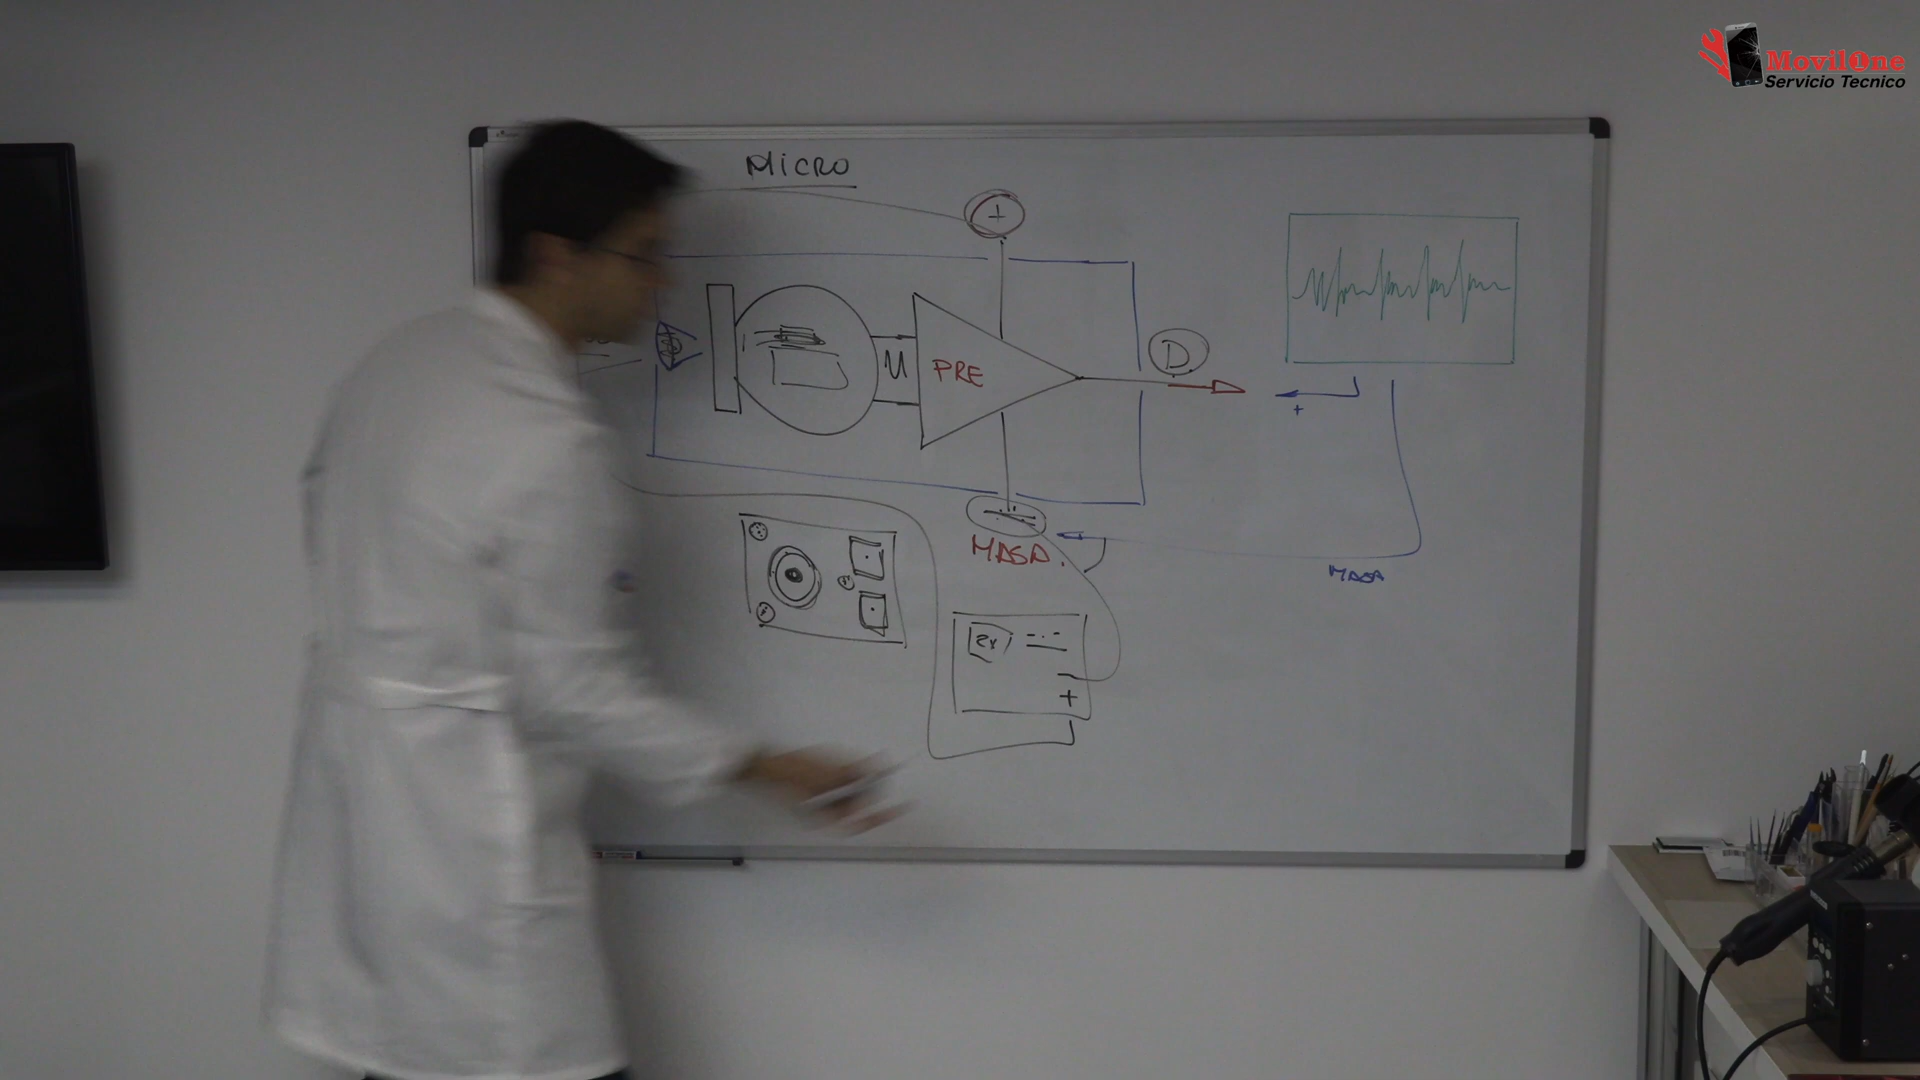 MovilOne
Servicio Tecnico
MICRO
+
D
M
PRE
+
MASA.
MASA
2V
+